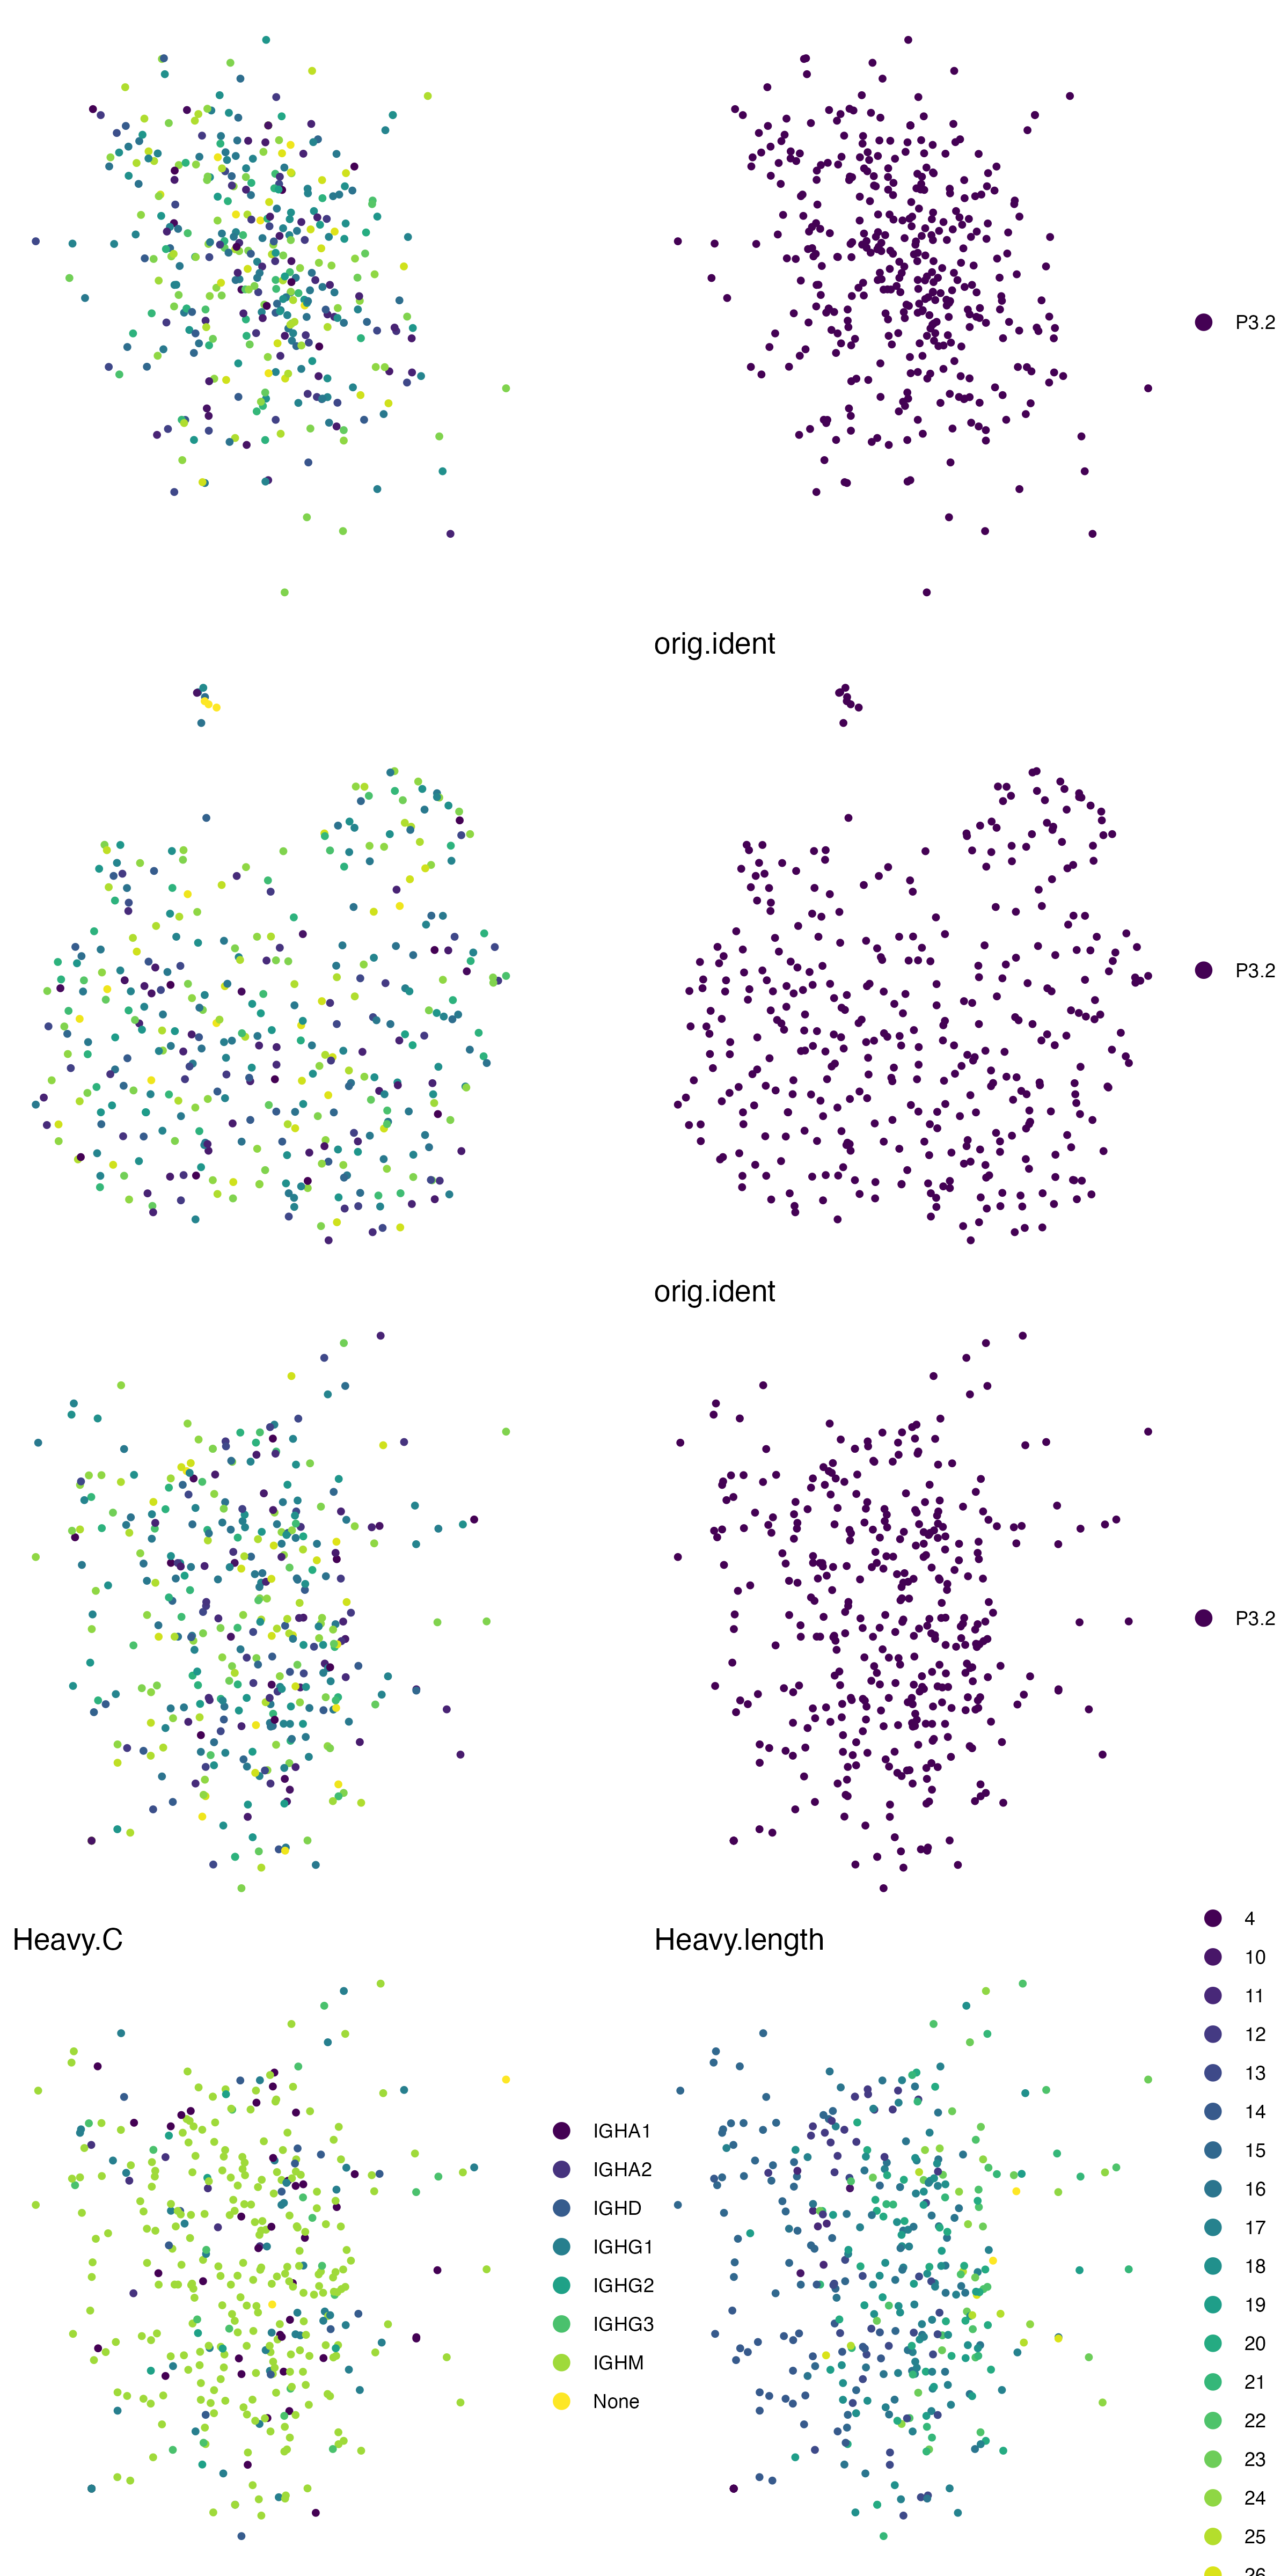 P3.2
orig.ident
P3.2
orig.ident
P3.2
Heavy.C
Heavy.length
IGHA1
IGHA2
IGHD
IGHG1
IGHG2
IGHG3
IGHM
None
4
10
11
12
13
14
15
16
17
18
19
20
21
22
23
24
25
26